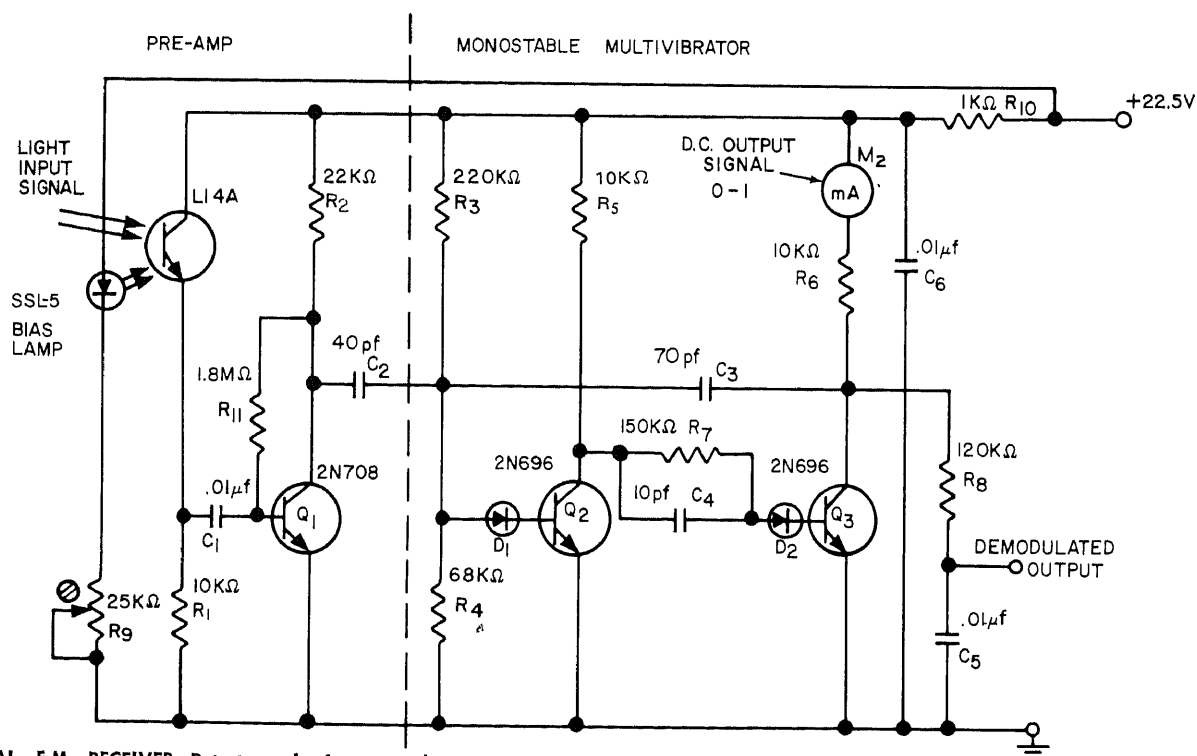 PRE-AMP
MONOSTABLE MULTIVIBRATOR
1KΩ R10
+22.5V
LIGHT
INPUT
SIGNAL
L14A
22KΩ
R2
220KΩ
R3
10KΩ
R5
D.C. OUTPUT
SIGNAL
0-1
M2
mA
10KΩ
R6
.01μf
C6
SSL-5
BIAS
LAMP
40pf
C2
70pf
C3
1.8MΩ
R11
150KΩ R7
2N708
2N696
2N696
120KΩ
R8
.01μf
C1
Q1
10pf C4
Q2
Q3
D1
D2
DEMODULATED
OUTPUT
25KΩ
R9
10KΩ
R1
68KΩ
R4
.01μf
C5
F.M. RECEIVER